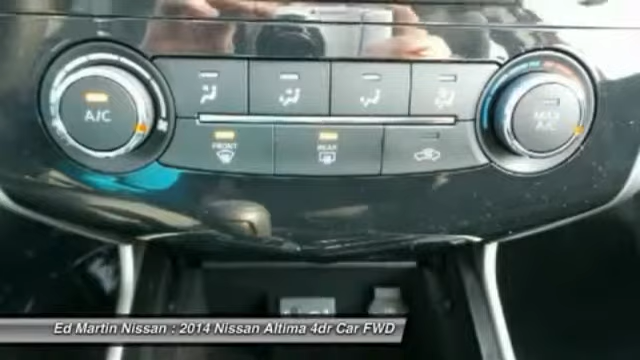 A/C
MAX
A/C
FRONT
REAR
Ed Martin Nissan : 2014 Nissan Altima 4dr Car FWD